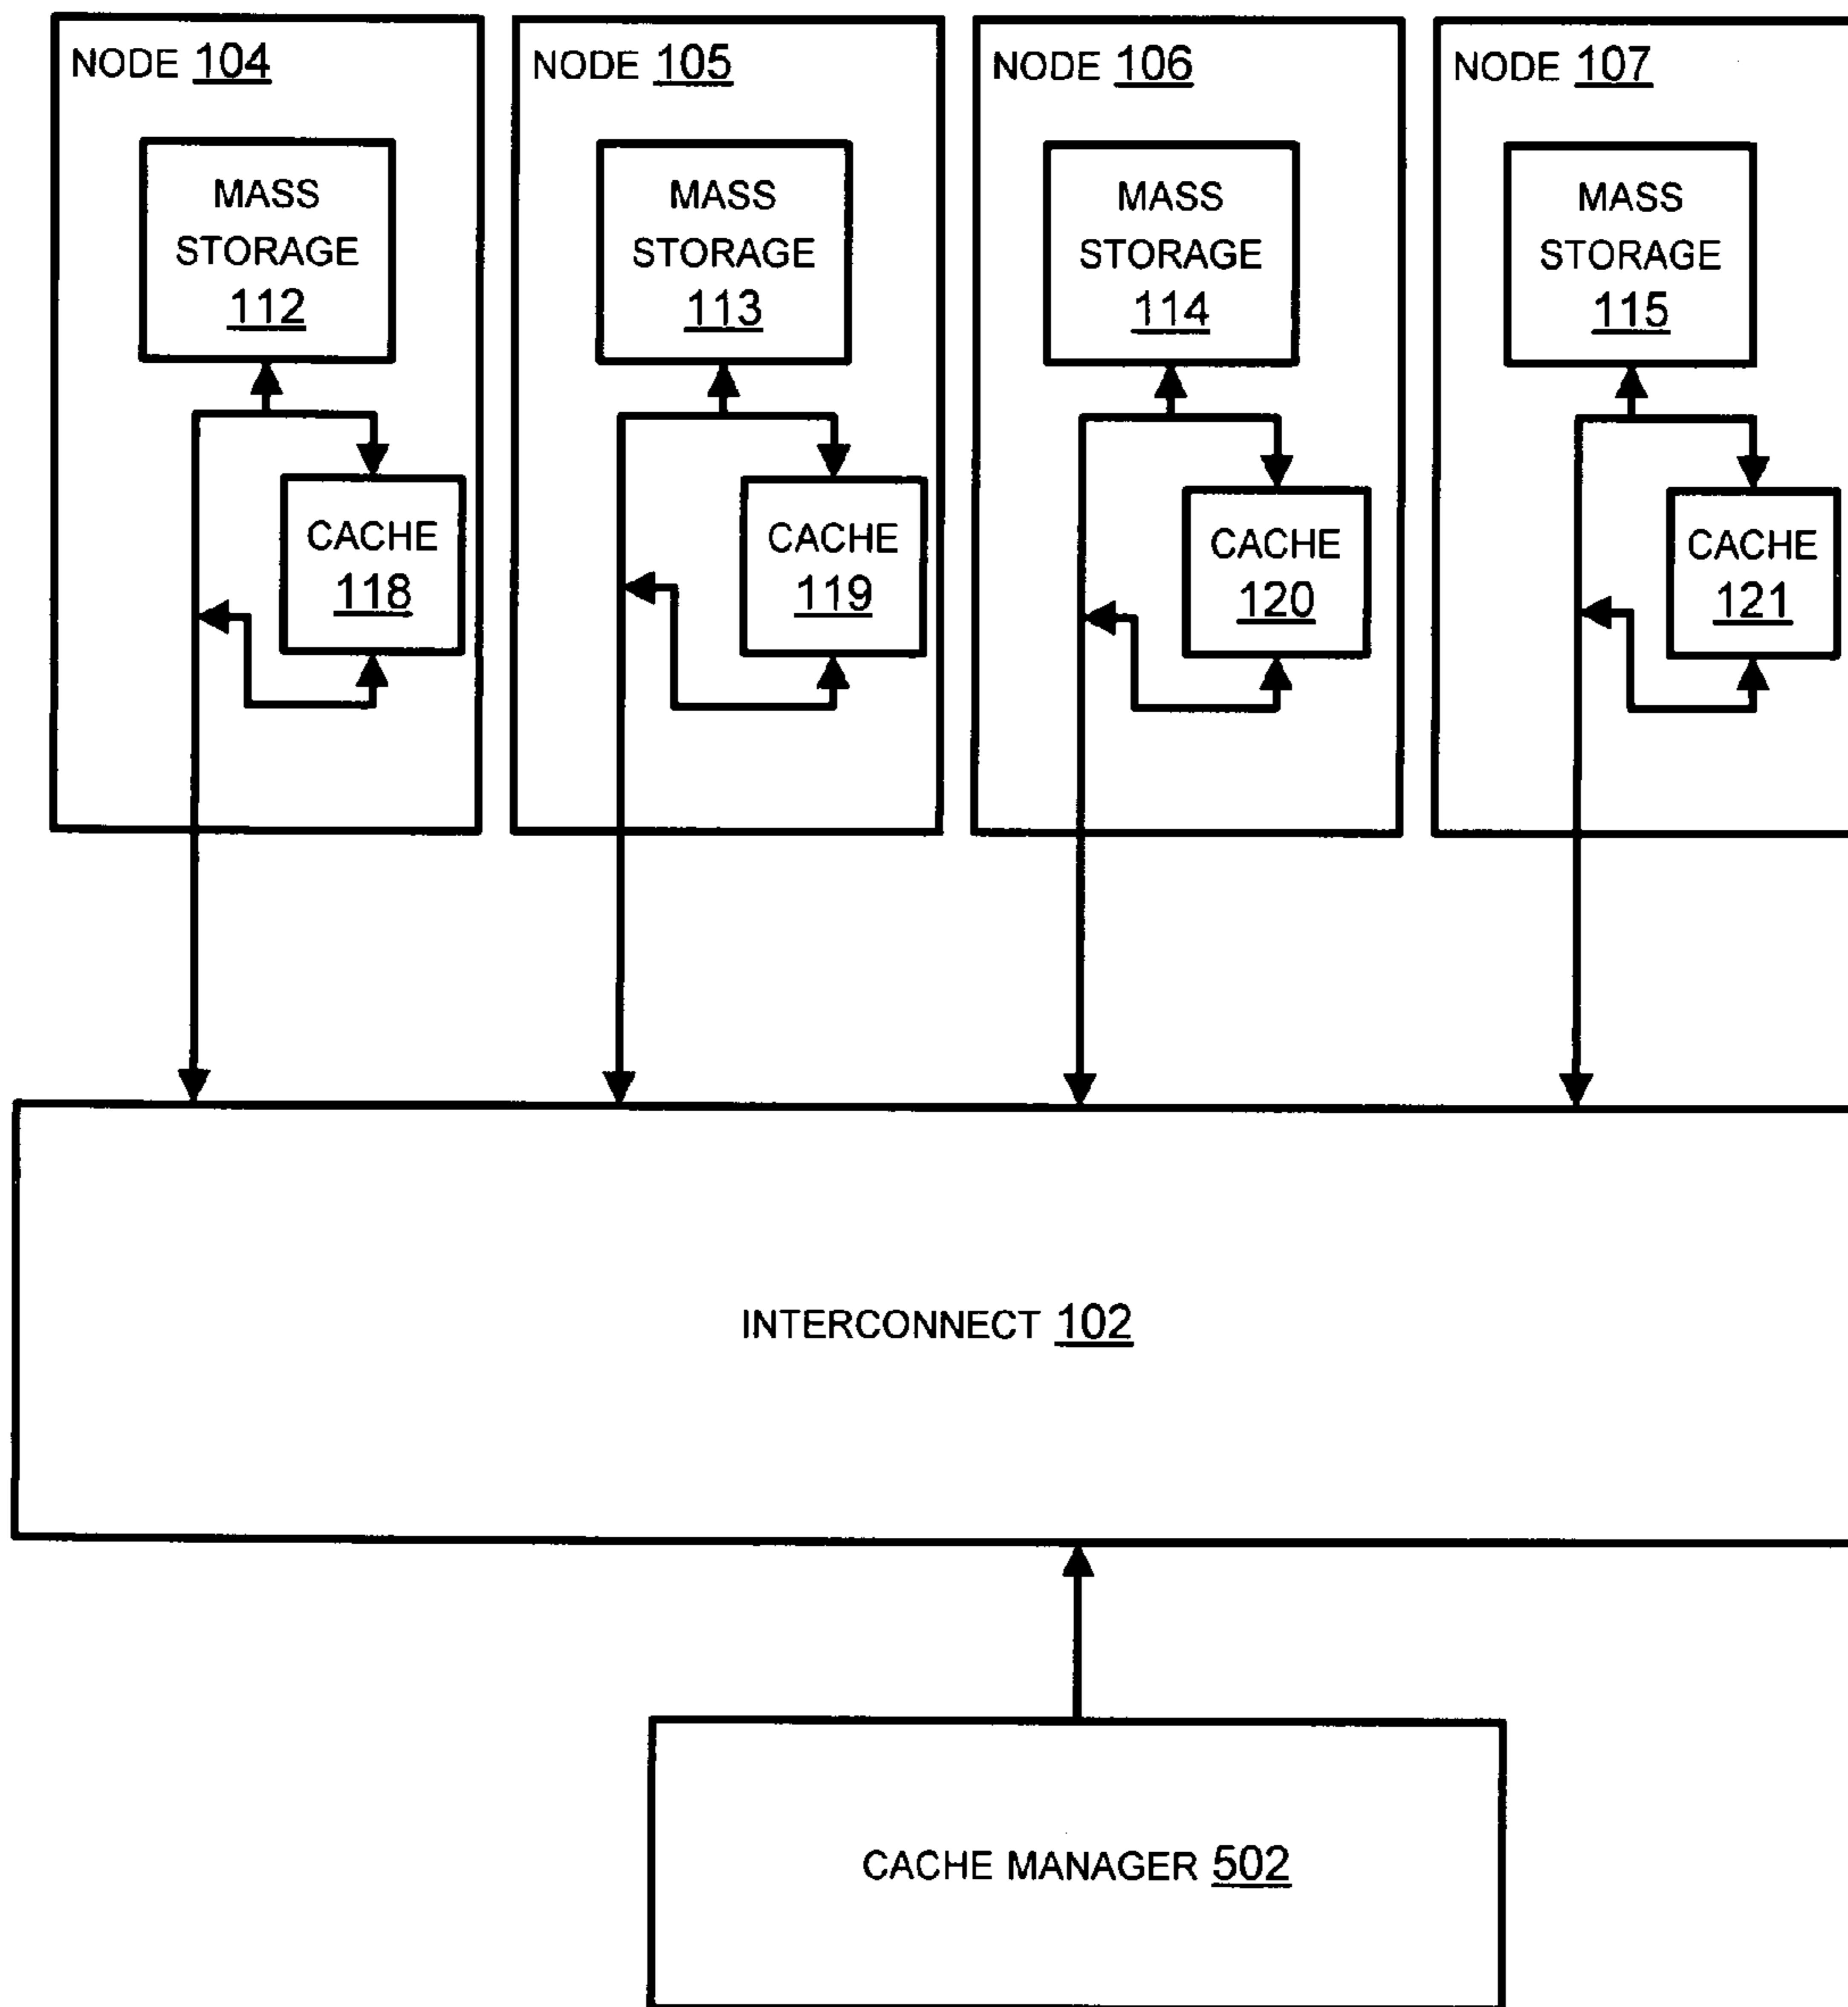 NODE 104
NODE 105
NODE 106
NODE 107
MASS
STORAGE
112
MASS
STORAGE
113
MASS
STORAGE
114
MASS
STORAGE
115
CACHE
118
CACHE
119
CACHE
120
CACHE
121
INTERCONNECT 102
CACHE MANAGER 502